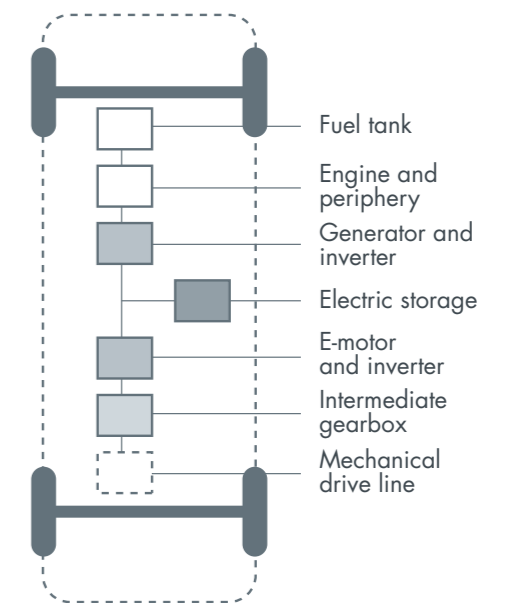 Fuel tank
Engine and
periphery
Generator and
inverter
Electric storage
E-motor
and inverter
Intermediate
gearbox
Mechanical
drive line